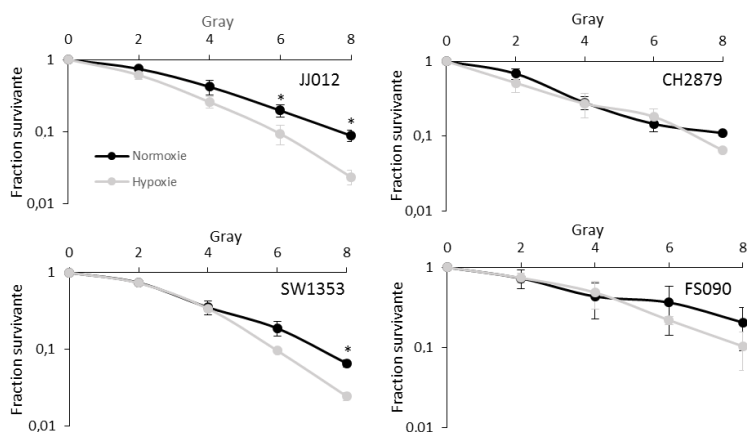 Gray
0 2 4 6 8
1
0,1
0,01
Fraction survivante
JJ012
*
*
Normoxie
Hypoxie
Gray
0 2 4 6 8
1
0,1
0,01
Fraction survivante
CH2879
Gray
0 2 4 6 8
1
0,1
0,01
Fraction survivante
SW1353
*
Gray
0 2 4 6 8
1
0,1
0,01
Fraction survivante
FS090